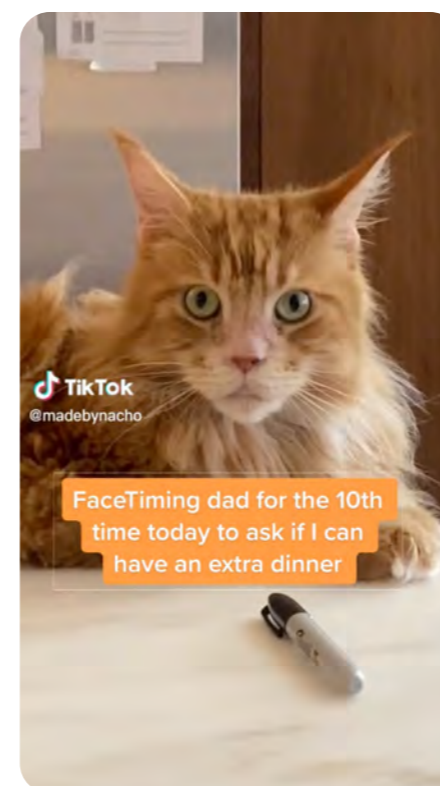 TikTok
@madebynacho
FaceTiming dad for the 10th
time today to ask if I can
have an extra dinner